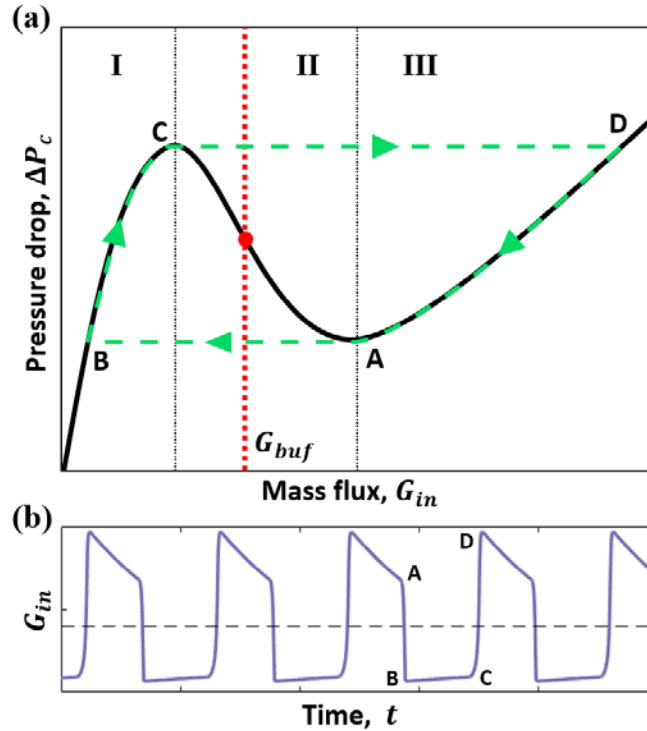 (a)
I
II
III
C
D
Pressure drop, ΔP_c
B
A
G_buf
Mass flux, G_in
(b)
D
A
G_in
B
C
Time, t